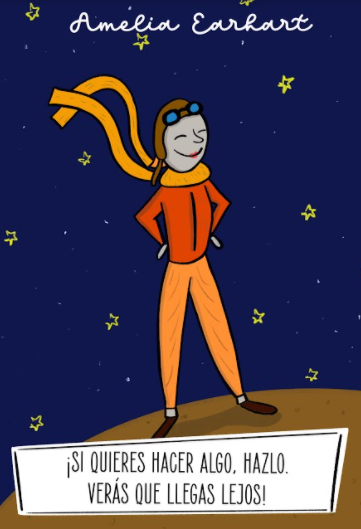 Amelia Earhart
¡SI QUIERES HACER ALGO, HAZLO.
VERÁS QUE LLEGAS LEJOS!